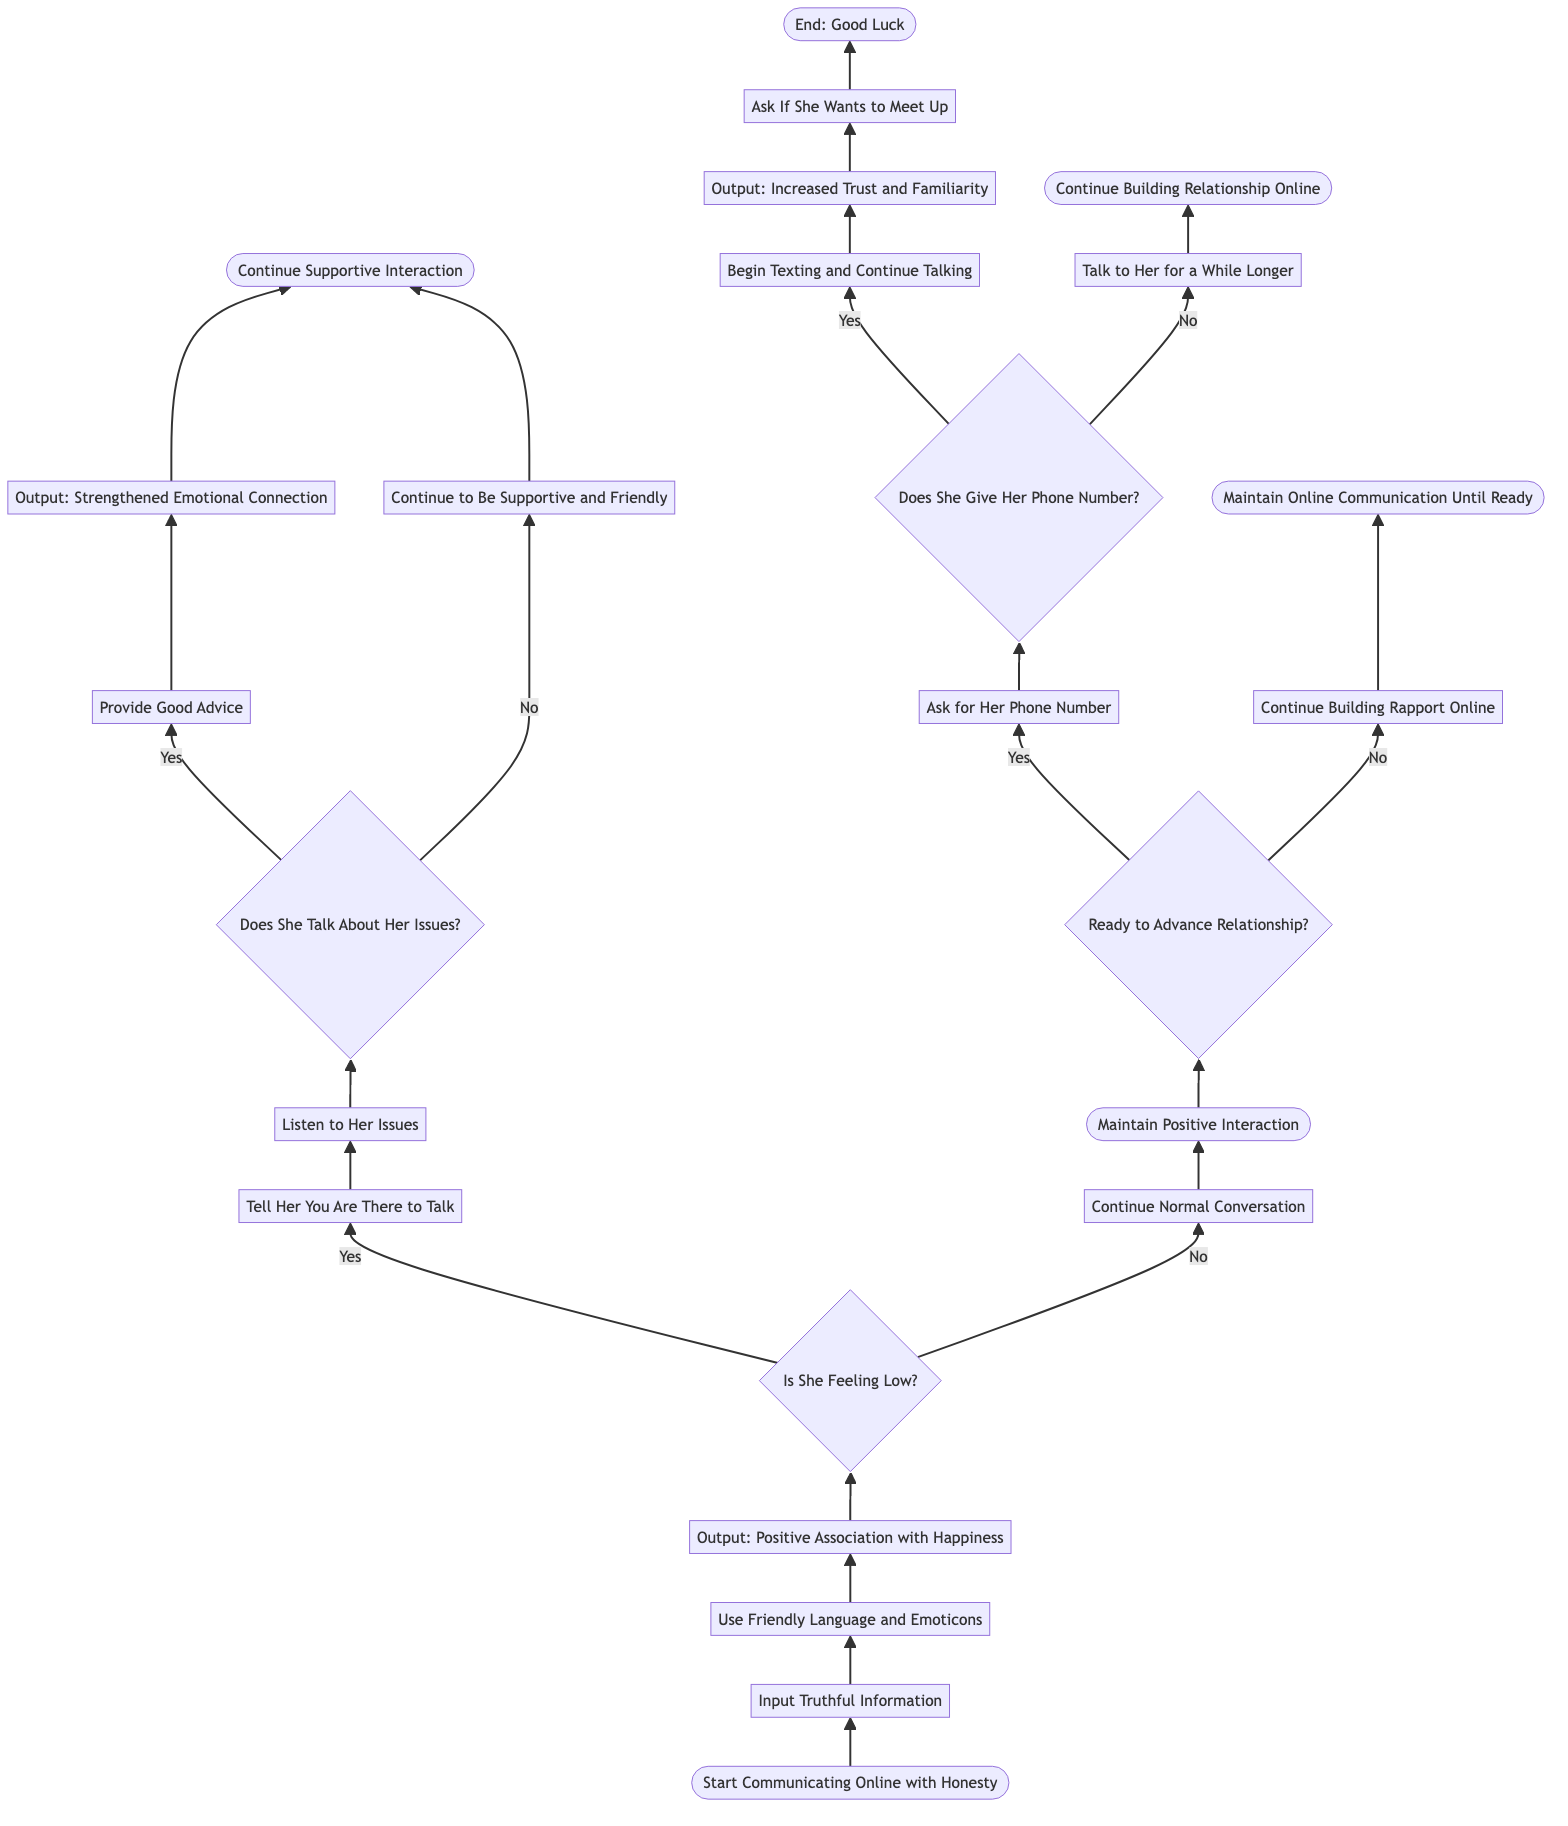 End: Good Luck
Ask If She Wants to Meet Up
Output: Increased Trust and Familiarity
Continue Building Relationship Online
Continue Supportive Interaction
Begin Texting and Continue Talking
Talk to Her for a While Longer
Yes
No
Output: Strengthened Emotional Connection
Continue to Be Supportive and Friendly
Does She Give Her Phone Number?
Maintain Online Communication Until Ready
Provide Good Advice
No
Ask for Her Phone Number
Continue Building Rapport Online
Yes
Yes
No
Does She Talk About Her Issues?
Ready to Advance Relationship?
Listen to Her Issues
Maintain Positive Interaction
Tell Her You Are There to Talk
Continue Normal Conversation
Yes
No
Is She Feeling Low?
Output: Positive Association with Happiness
Use Friendly Language and Emoticons
Input Truthful Information
Start Communicating Online with Honesty